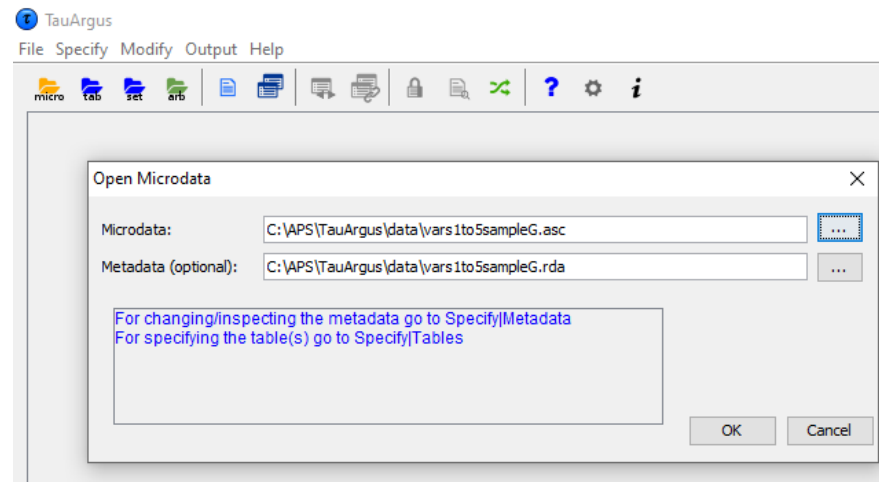 TauArgus
File Specify Modify Output Help
micro tab set arb ? i
Open Microdata
Microdata: C:\APS\TauArgus\data\vars1to5sampleG.asc ...
Metadata (optional): C:\APS\TauArgus\data\vars1to5sampleG.rda ...
For changing/inspecting the metadata go to Specify|Metadata
For specifying the table(s) go to Specify|Tables
OK Cancel